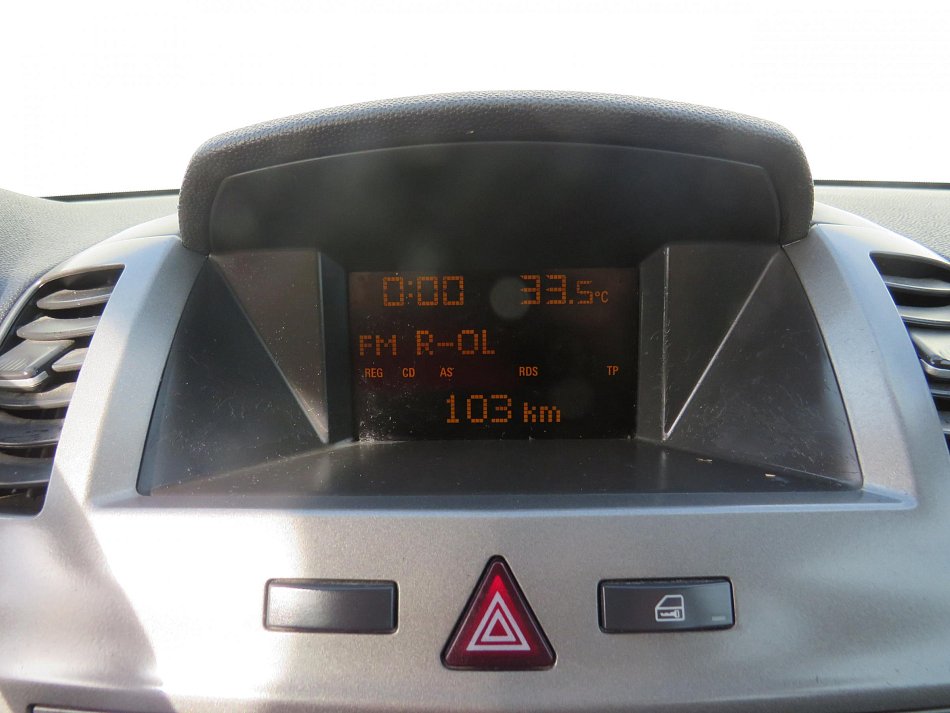 0:00 33.5°C
FM R-OL
REG CD AS RDS TP
103 km